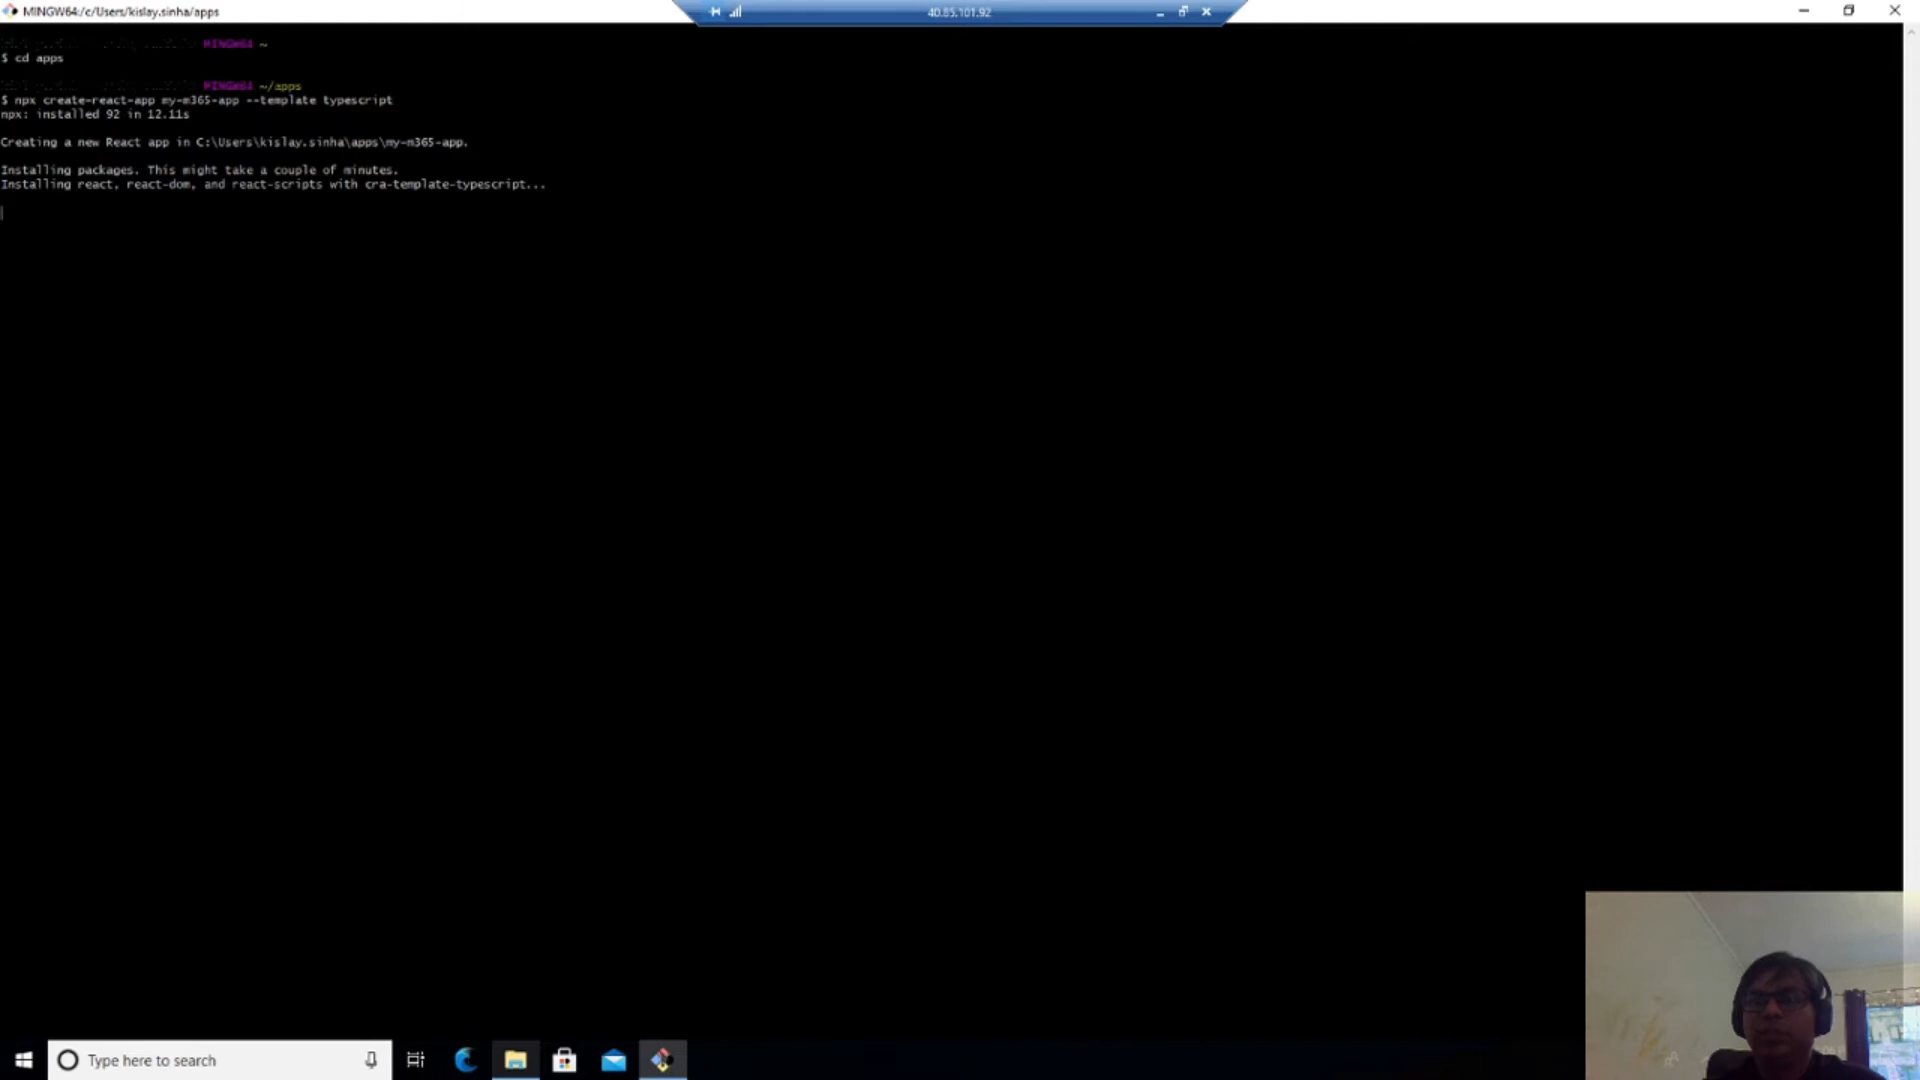 MINGW64:/c/Users/kislay.sinha/apps
40.85.101.92
MINGW64 ~
$ cd apps
MINGW64 ~/apps
$ npx create-react-app my-m365-app --template typescript
npx: installed 92 in 12.11s
Creating a new React app in C:\Users\kislay.sinha\apps\my-m365-app.
Installing packages. This might take a couple of minutes.
Installing react, react-dom, and react-scripts with cra-template-typescript...
Type here to search